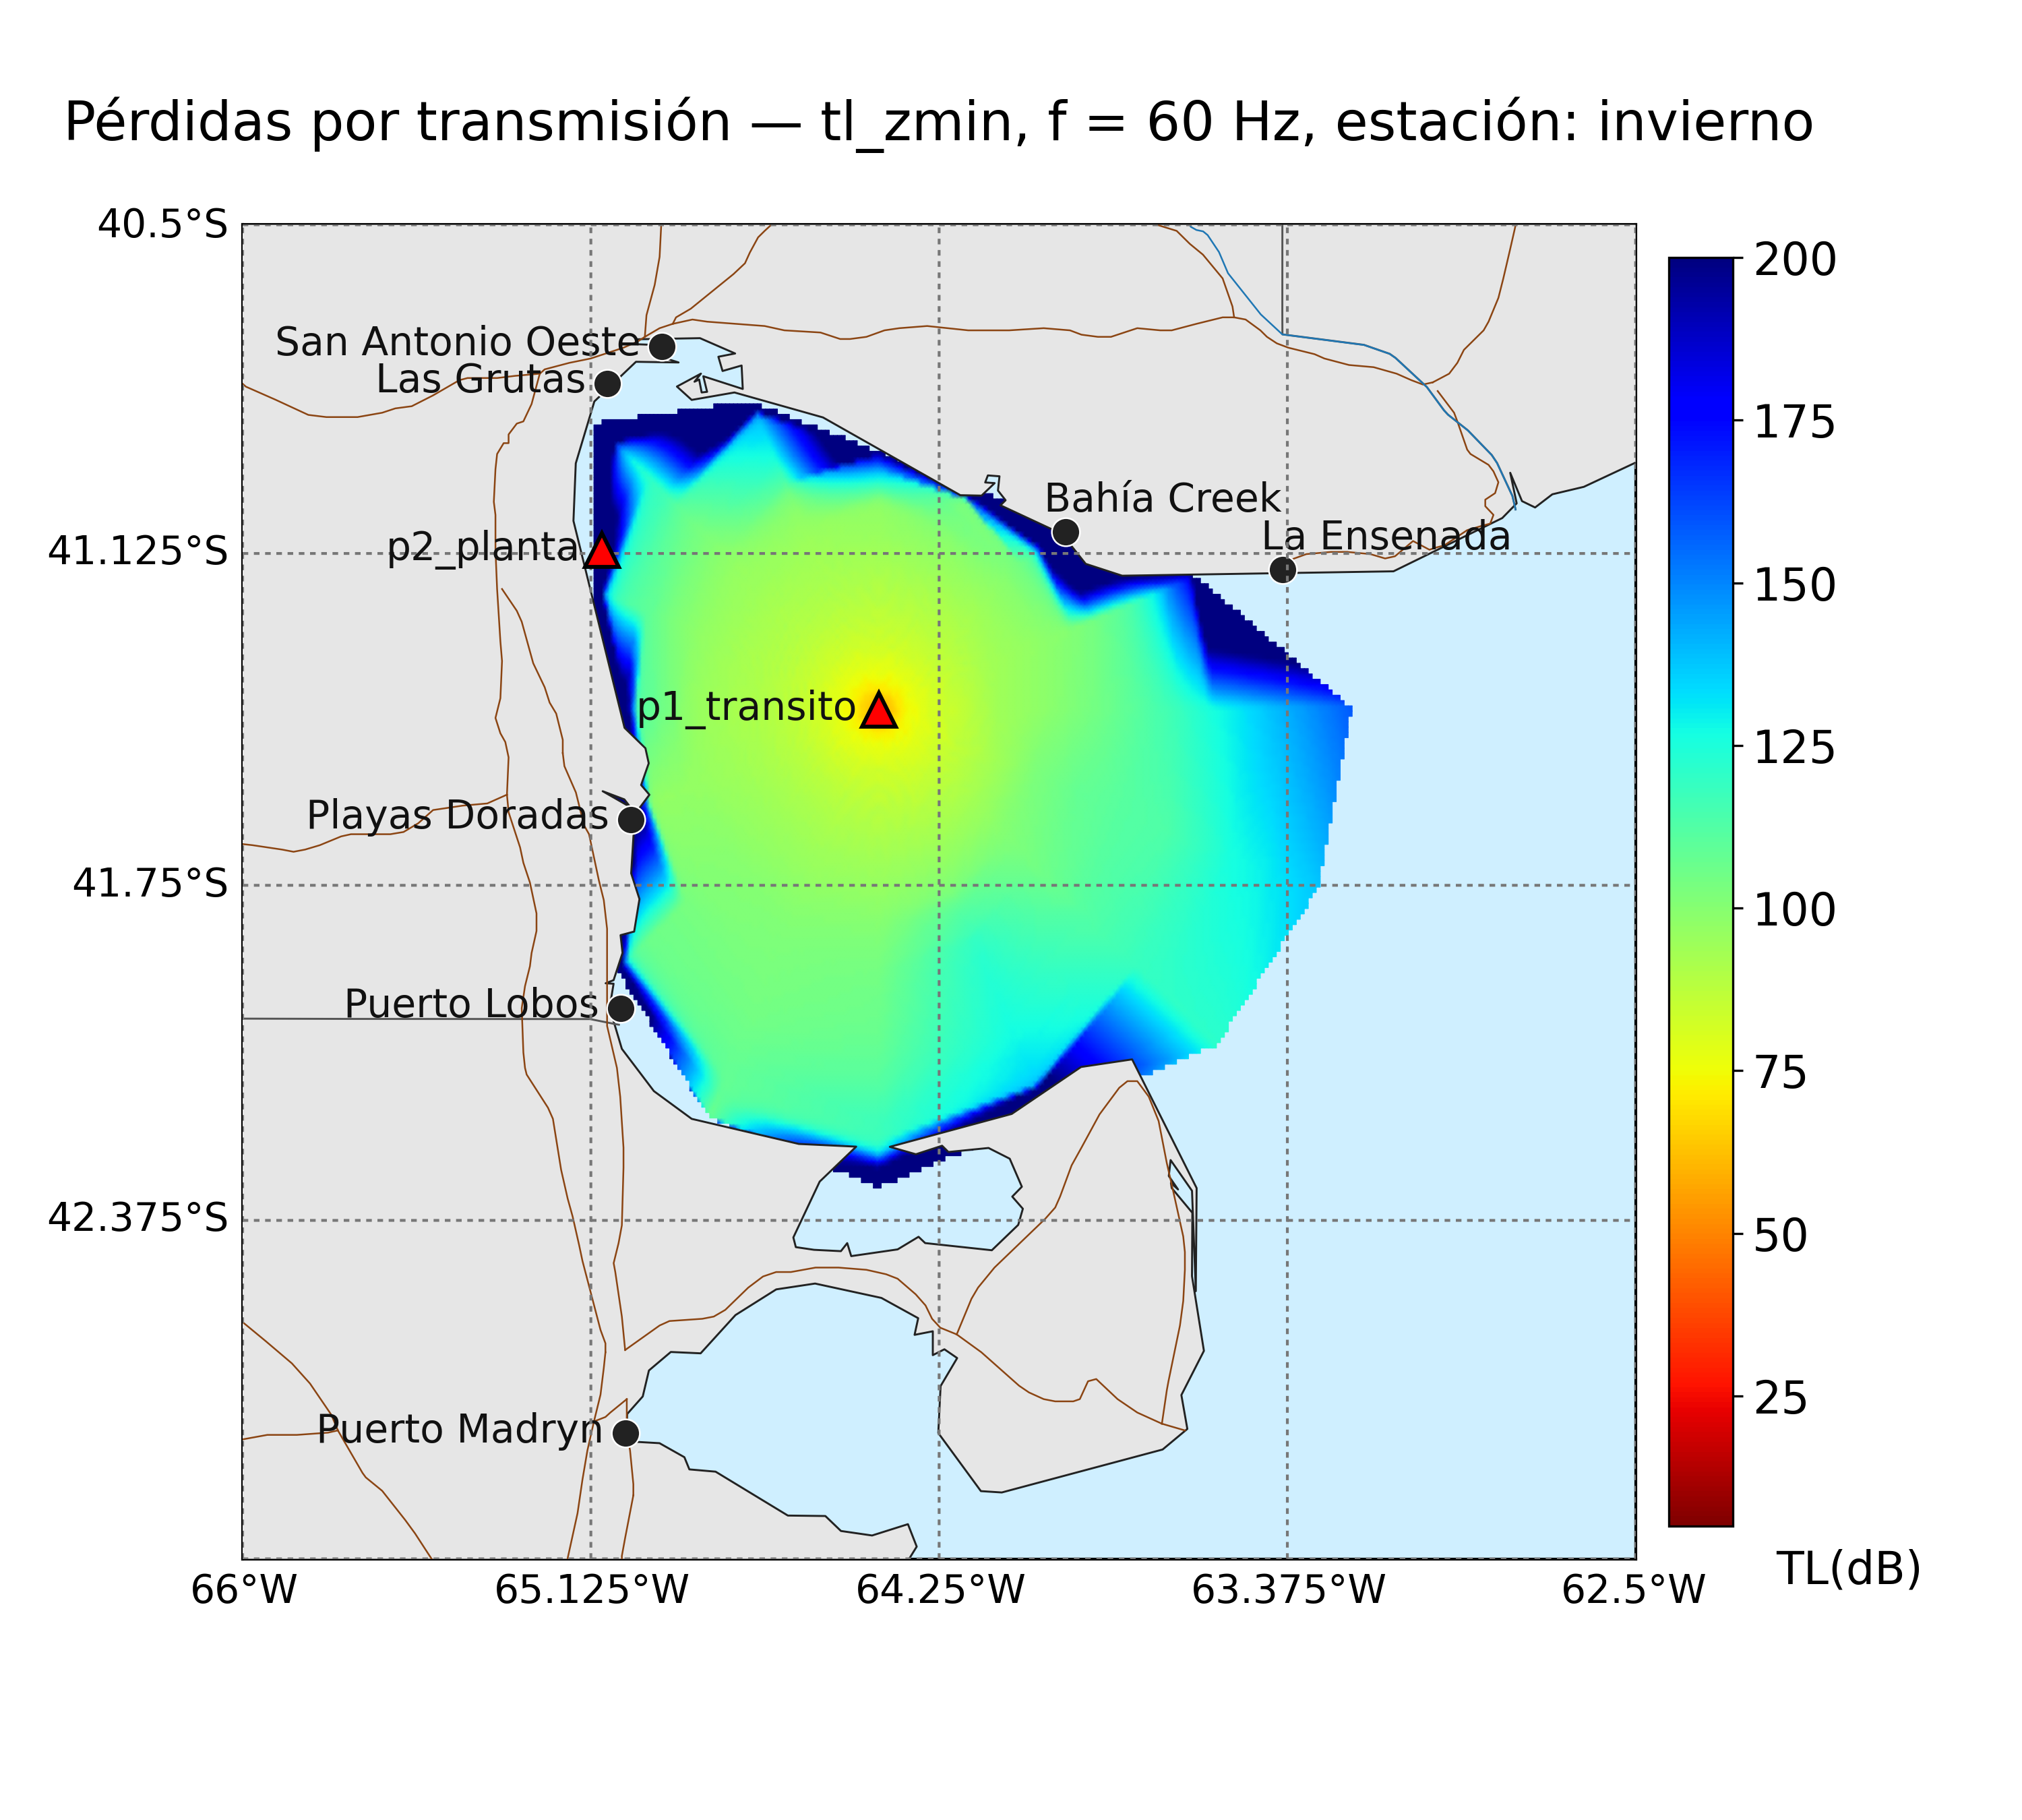 Pérdidas por transmisión — tl_zmin, f = 60 Hz, estación: invierno
40.5°S
200
San Antonio Oeste
Las Grutas
175
Bahía Creek
La Ensenada
p2_planta
41.125°S
150
p1_transito
125
Playas Doradas
41.75°S
100
Puerto Lobos
75
42.375°S
50
25
Puerto Madryn
TL(dB)
66°W
65.125°W
64.25°W
63.375°W
62.5°W